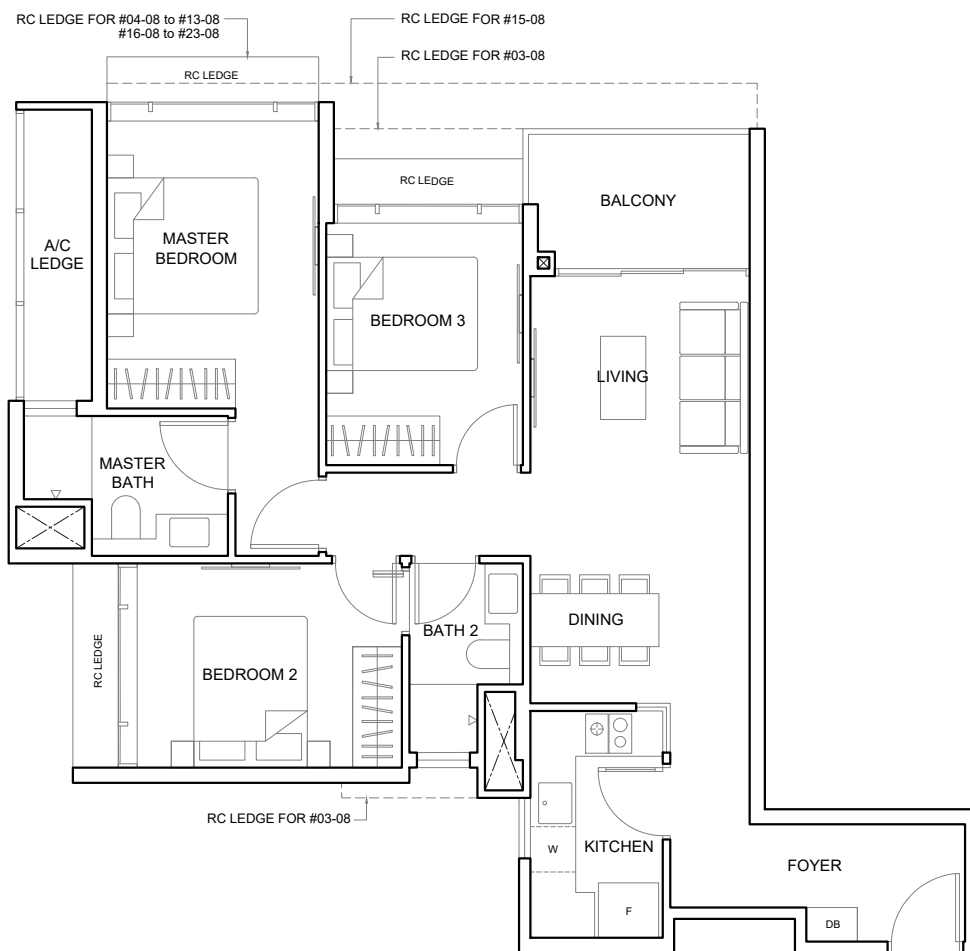 RC LEDGE FOR #04-08 to #13-08
#16-08 to #23-08
RC LEDGE FOR #15-08
RC LEDGE FOR #03-08
RC LEDGE
RC LEDGE
BALCONY
A/C
LEDGE
MASTER
BEDROOM
BEDROOM 3
LIVING
MASTER
BATH
DINING
BATH 2
BEDROOM 2
RC LEDGE
RC LEDGE FOR #03-08
W
KITCHEN
FOYER
F
DB